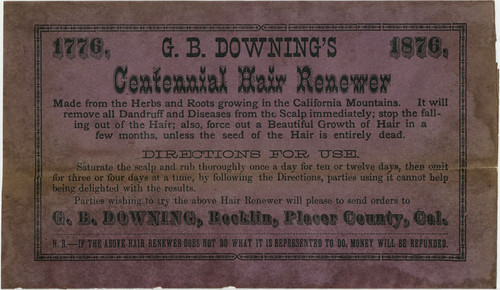 1776, G. B. DOWNING'S 1876,
Centennial Hair Renewer
Made from the Herbs and Roots growing in the California Mountains. It will
remove all Dandruff and Diseases from the Scalp immediately; stop the fall-
ing out of the Hair; also, force out a Beautiful Growth of Hair in a
few months, unless the seed of the Hair is entirely dead.
DIRECTIONS FOR USE.
Saturate the scalp and rub thoroughly once a day for ten or twelve days, then omit
for three or four days at a time, by following the Directions, parties using it cannot help
being delighted with the results.
Parties wishing to try the above Hair Renewer will please to send orders to
G. B. DOWNING, Rocklin, Placer County, Cal.
N. B.—IF THE ABOVE HAIR RENEWER DOES NOT DO WHAT IT IS REPRESENTED TO DO, MONEY WILL BE REFUNDED.